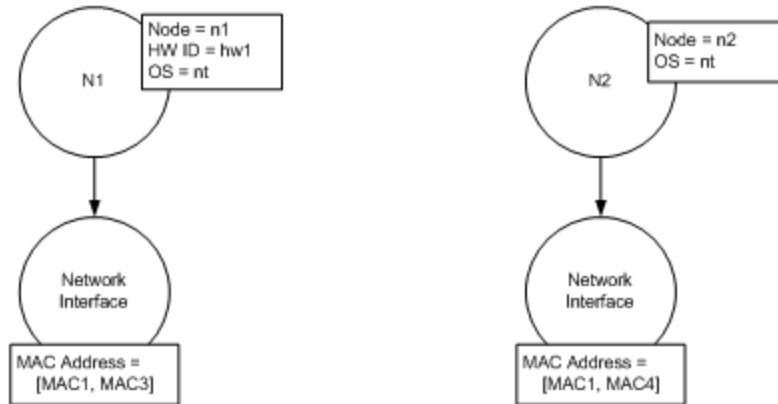 Node = n1
HW ID = hw1
OS = nt
N1
Network
Interface
MAC Address =
[MAC1, MAC3]
Node = n2
OS = nt
N2
Network
Interface
MAC Address =
[MAC1, MAC4]